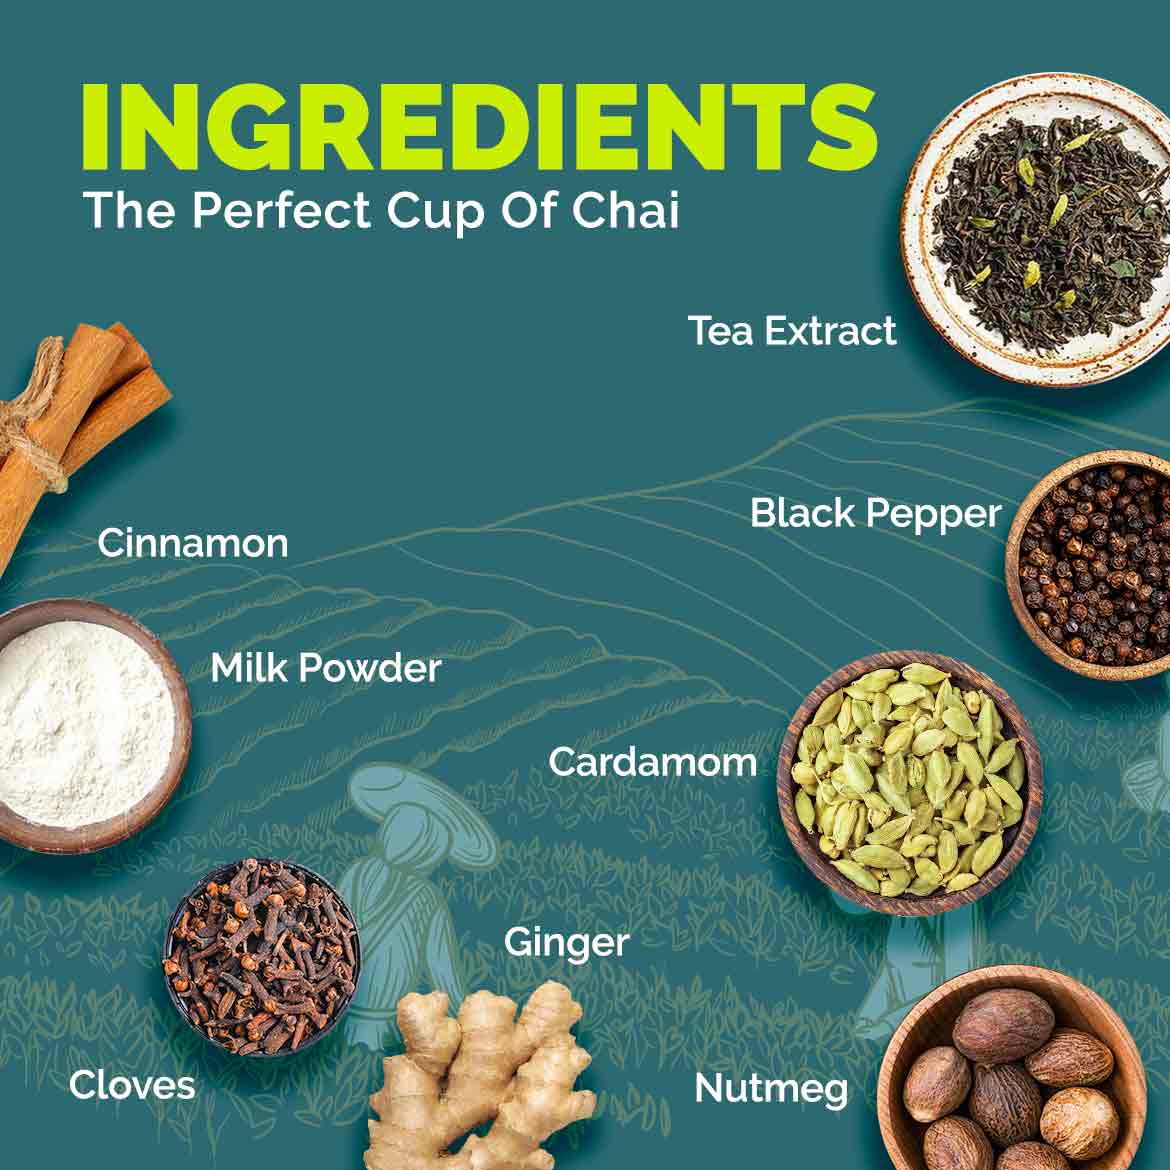 INGREDIENTS
The Perfect Cup Of Chai
Tea Extract
Black Pepper
Cinnamon
Milk Powder
Cardamom
Ginger
Cloves
Nutmeg